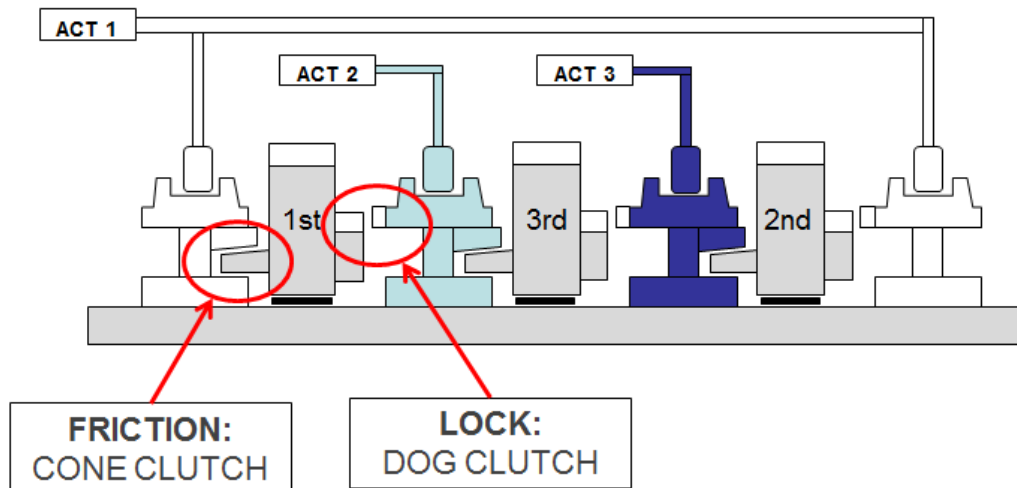 ACT 1
ACT 2
ACT 3
1st
3rd
2nd
FRICTION:
CONE CLUTCH
LOCK:
DOG CLUTCH